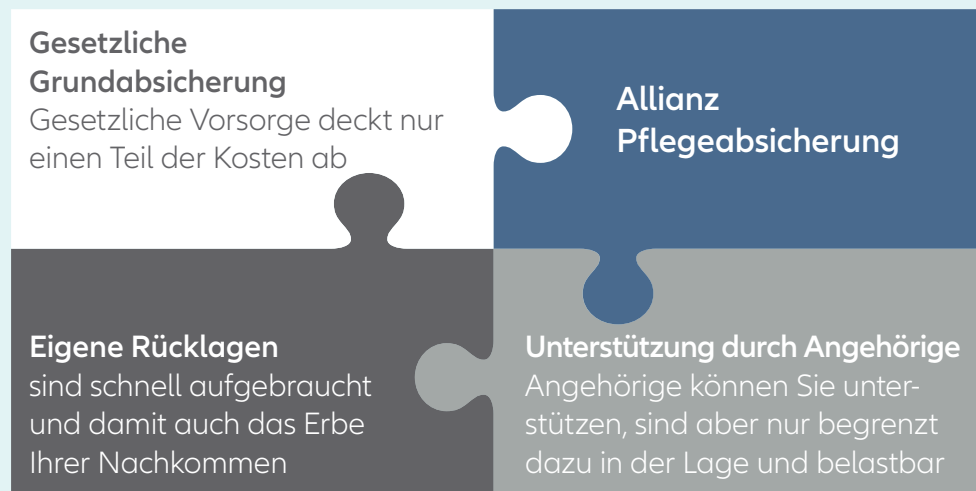 Gesetzliche
Grundabsicherung
Gesetzliche Vorsorge deckt nur
einen Teil der Kosten ab
Allianz
Pflegeabsicherung
Eigene Rücklagen
sind schnell aufgebraucht
und damit auch das Erbe
Ihrer Nachkommen
Unterstützung durch Angehörige
Angehörige können Sie unter-
stützen, sind aber nur begrenzt
dazu in der Lage und belastbar